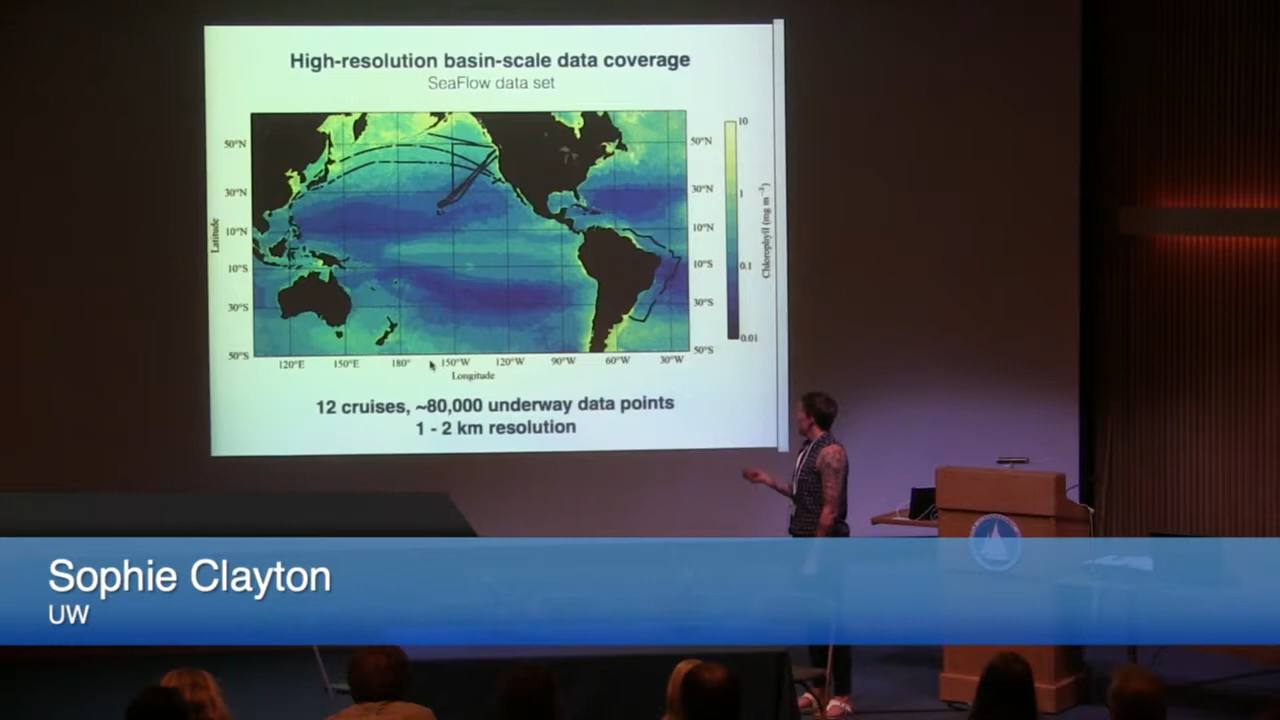 High-resolution basin-scale data coverage
SeaFlow data set
50°N
30°N
10°N
10°S
30°S
50°S
Latitude
50°N
30°N
10°N
10°S
30°S
50°S
10
1
0.1
0.01
Chlorophyll (mg m⁻³)
120°E 150°E 180° 150°W 120°W 90°W 60°W 30°W
Longitude
12 cruises, ~80,000 underway data points
1 - 2 km resolution
Sophie Clayton
UW